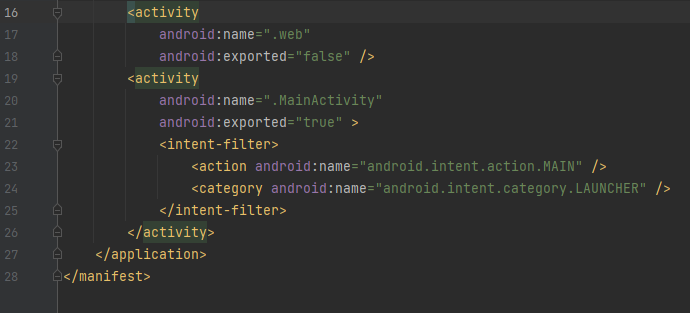 16 <activity
17 android:name=".web"
18 android:exported="false" />
19 <activity
20 android:name=".MainActivity"
21 android:exported="true" >
22 <intent-filter>
23 <action android:name="android.intent.action.MAIN" />
24 <category android:name="android.intent.category.LAUNCHER" />
25 </intent-filter>
26 </activity>
27 </application>
28 </manifest>